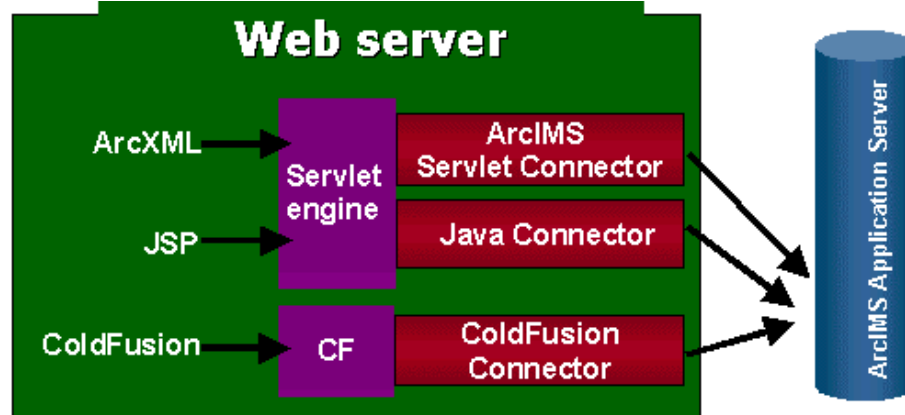 Web server
ArcXML
Servlet
engine
ArcIMS
Servlet Connector
JSP
Java Connector
ColdFusion
CF
ColdFusion
Connector
ArcIMS Application Server